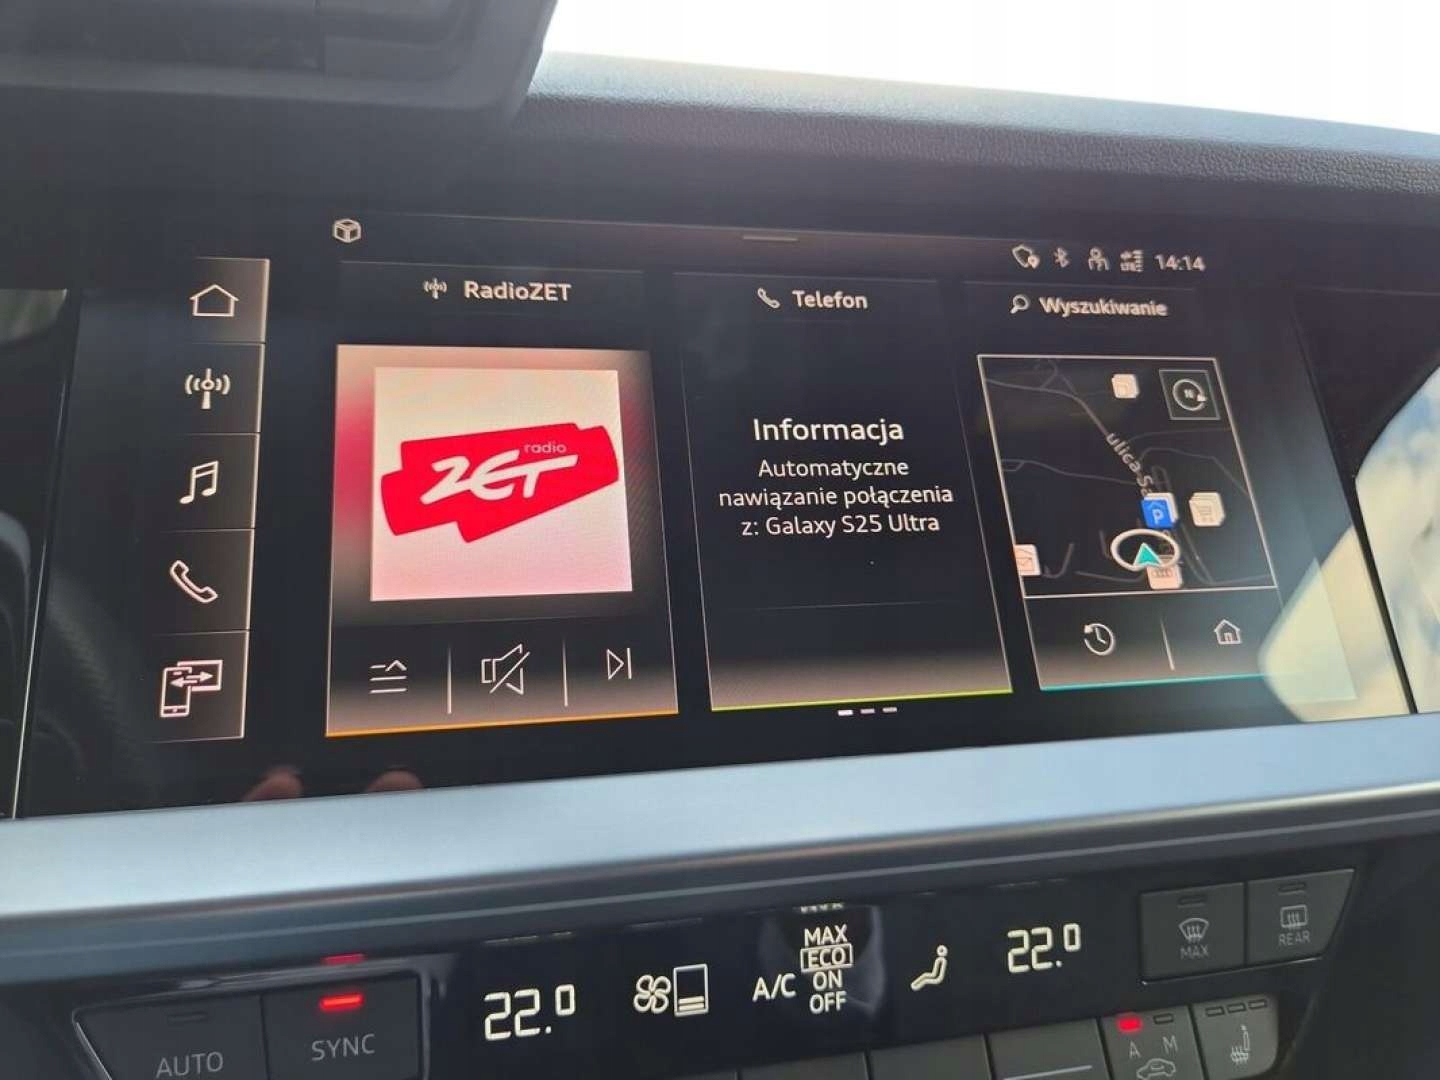 14:14
RadioZET
Telefon
Wyszukiwanie
radio
ZET
Informacja
Automatyczne
nawiązanie połączenia
z: Galaxy S25 Ultra
N
ulica S
P
MAX
A/C
ECO
ON
OFF
22.0
22.0
MAX
REAR
AUTO
SYNC
A
M